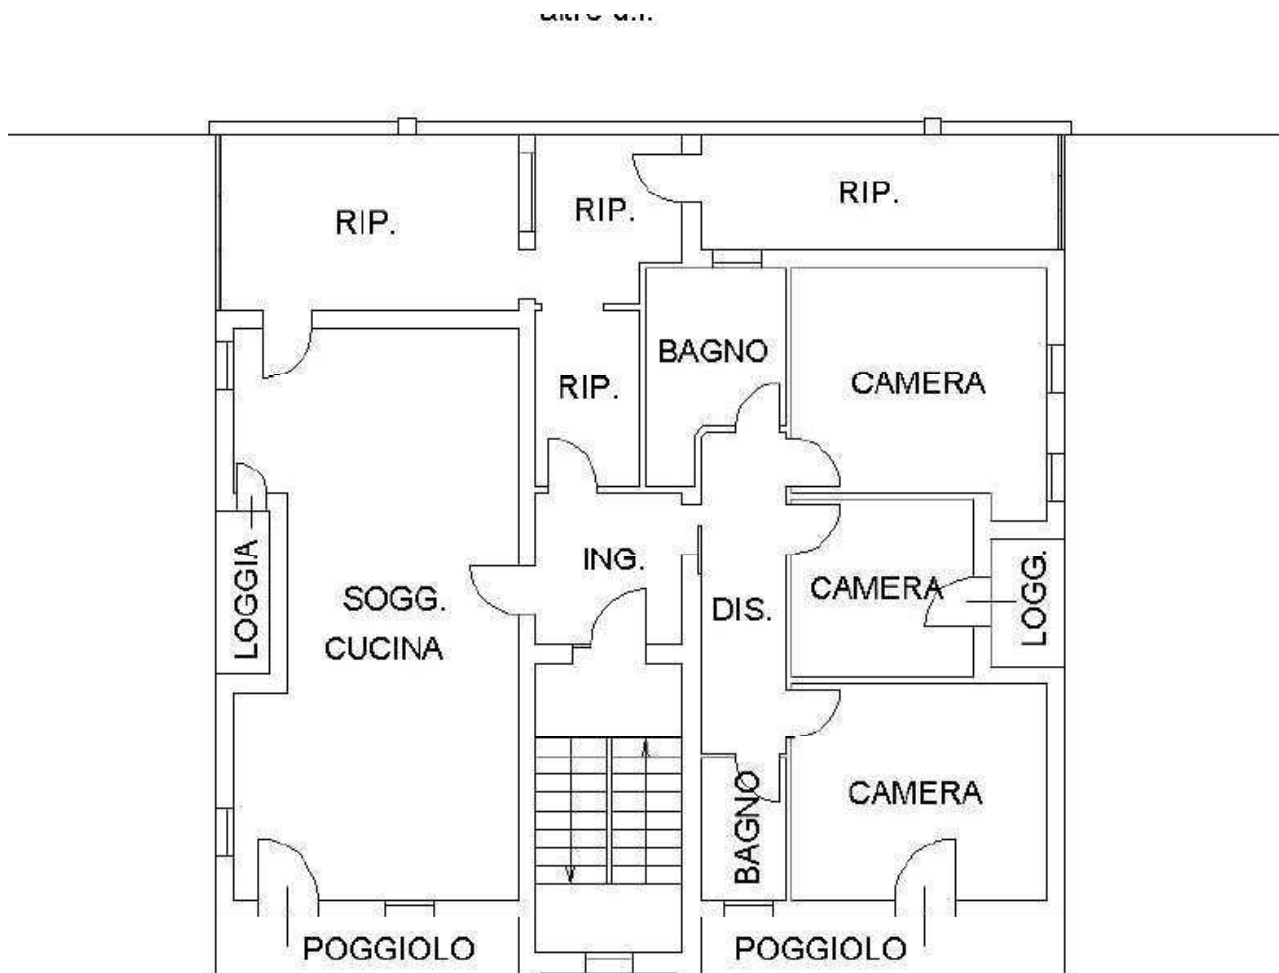 RIP.
RIP.
RIP.
BAGNO
CAMERA
RIP.
LOGGIA
SOGG.
CUCINA
ING.
DIS.
CAMERA
LOGG.
BAGNO
CAMERA
POGGIOLO
POGGIOLO